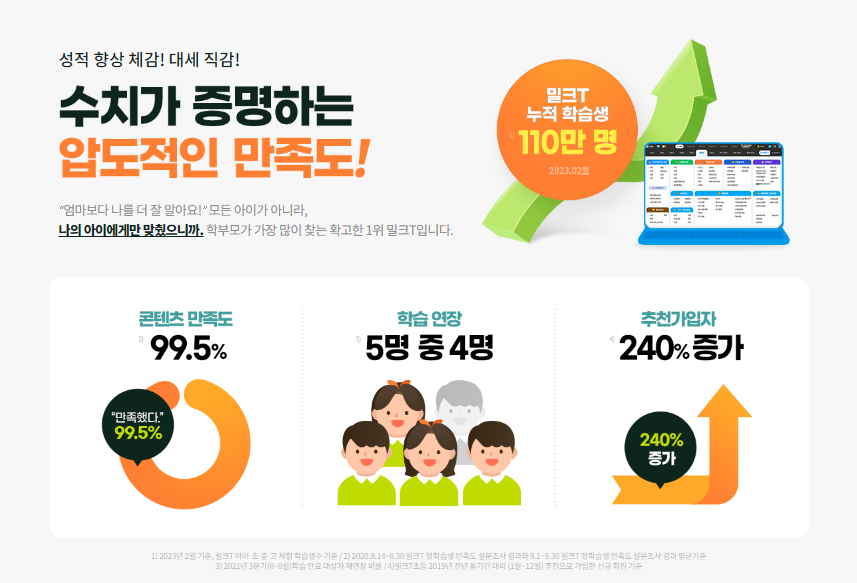 성적 향상 체감! 대세 직감!
수치가 증명하는
압도적인 만족도!
“엄마보다 나를 더 잘 알아요!” 모든 아이가 아니라,
나의 아이에게만 맞췄으니까. 학부모가 가장 많이 찾는 확고한 1위 밀크T입니다.
밀크T
누적 학습생
1) 110만 명
2023.02월
콘텐츠 만족도
2) 99.5%
“만족했다.”
99.5%
학습 연장
3) 5명 중 4명
추천가입자
4) 240% 증가
240%
증가
1) 2023년 2월 기준, 밀크T 아이·초·중·고 체험 학습생수 기준 / 2) 2020.8.14~8.30 밀크T 정학습생 만족도 설문조사 결과와 9.1~9.30 밀크T 정학습생 만족도 설문조사 결과 평균기준
3) 2021년 3분기(6~8월)학습 만료 대상자 재연장 비율 / 4)밀크T초등 2019년 전년 동기간 대비 (1월~12월) 추천으로 가입한 신규 회원 기준